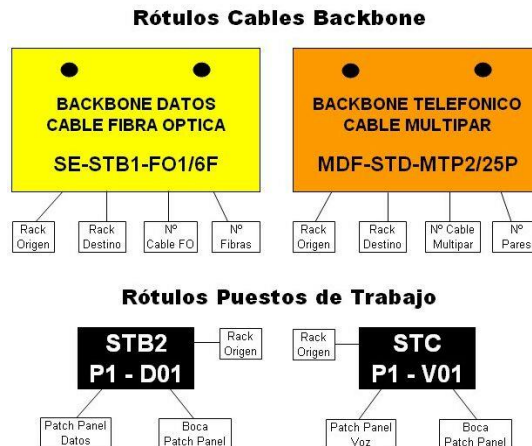 Rótulos Cables Backbone
BACKBONE DATOS
CABLE FIBRA OPTICA
SE-STB1-FO1/6F
Rack
Origen
Rack
Destino
Nº
Cable FO
Nº
Fibras
BACKBONE TELEFONICO
CABLE MULTIPAR
MDF-STD-MTP2/25P
Rack
Origen
Rack
Destino
Nº Cable
Multipar
Nº
Pares
Rótulos Puestos de Trabajo
STB2
P1 - D01
Rack
Origen
Patch Panel
Datos
Boca
Patch Panel
Rack
Origen
STC
P1 - V01
Patch Panel
Voz
Boca
Patch Panel